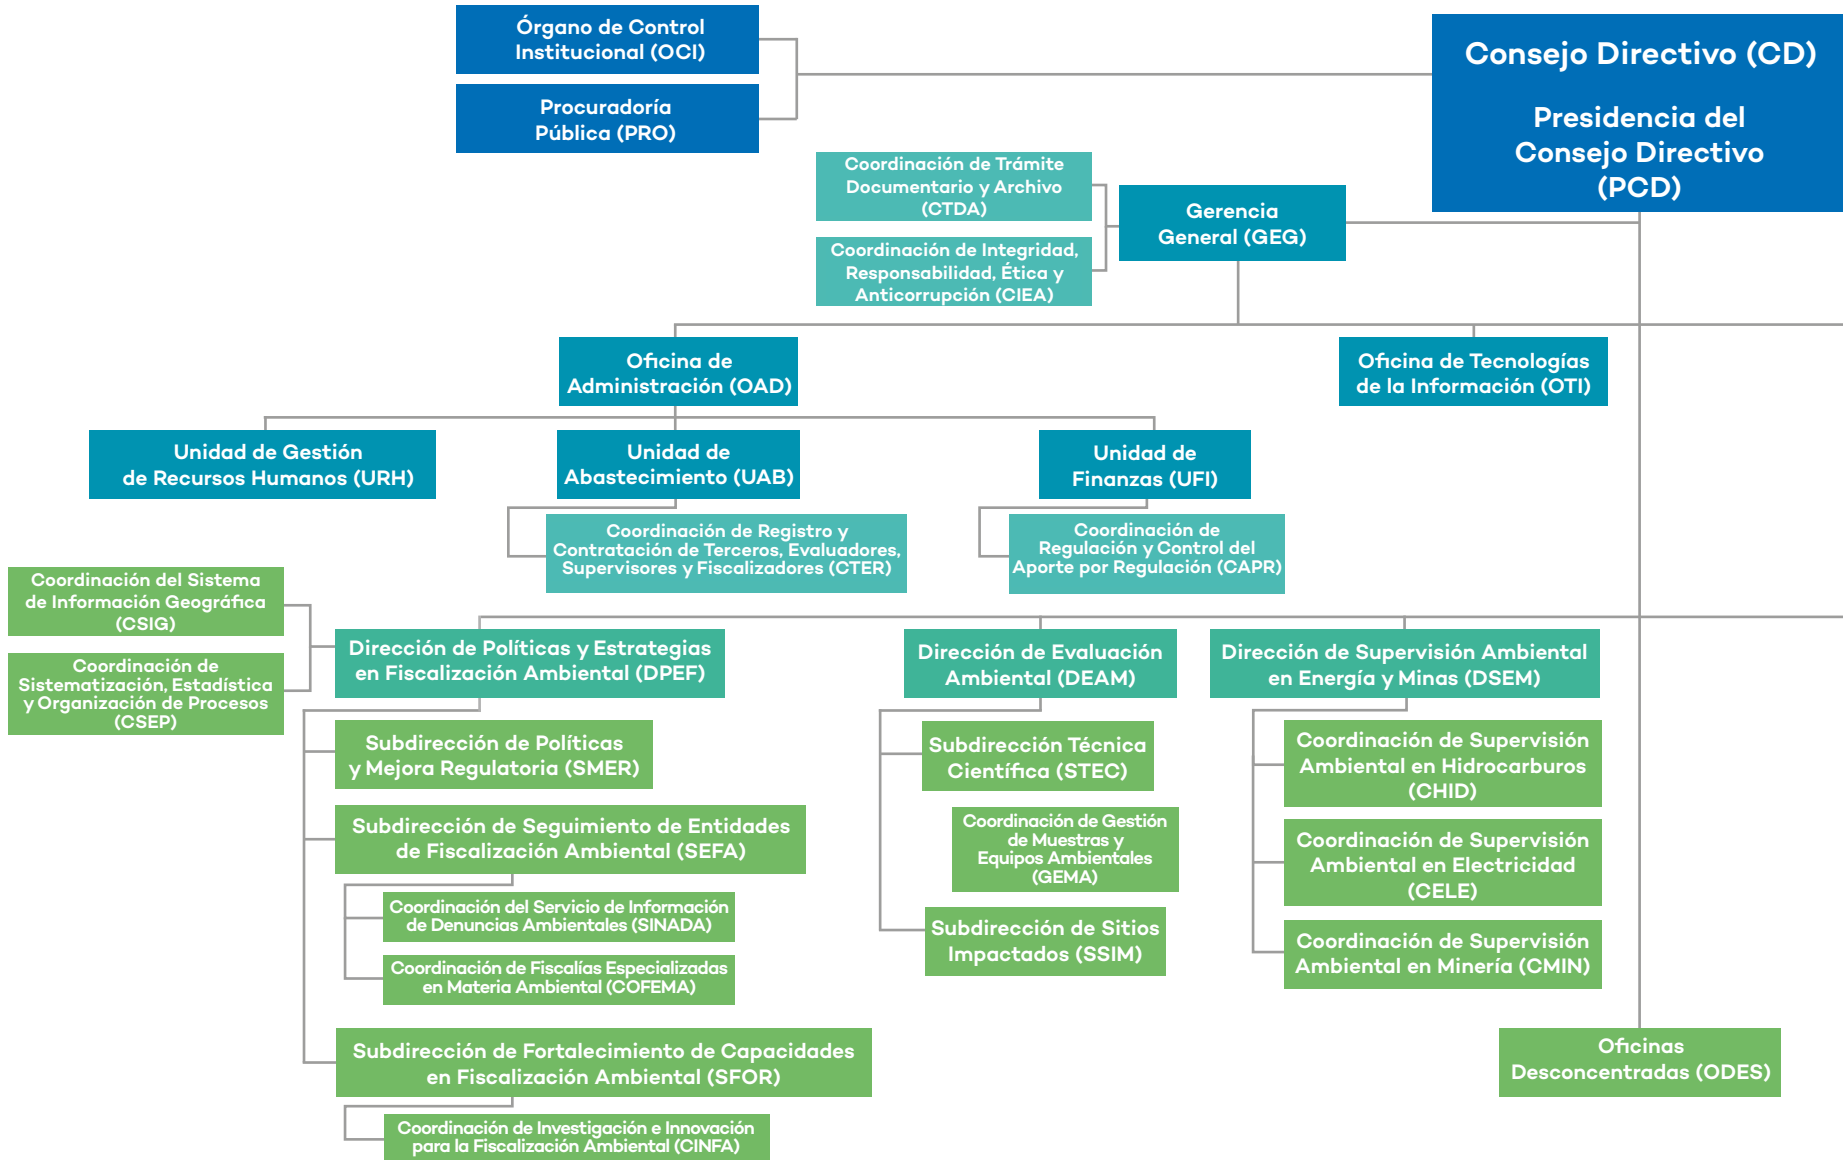 Órgano de Control
Institucional (OCI)
Procuradoría
Pública (PRO)
Consejo Directivo (CD)
Presidencia del
Consejo Directivo
(PCD)
Coordinación de Trámite
Documentario y Archivo
(CTDA)
Coordinación de Integridad,
Responsabilidad, Ética y
Anticorrupción (CIEA)
Gerencia
General (GEG)
Oficina de
Administración (OAD)
Oficina de Tecnologías
de la Información (OTI)
Unidad de Gestión
de Recursos Humanos (URH)
Unidad de
Abastecimiento (UAB)
Unidad de
Finanzas (UFI)
Coordinación de Registro y
Contratación de Terceros, Evaluadores,
Supervisores y Fiscalizadores (CTER)
Coordinación de
Regulación y Control del
Aporte por Regulación (CAPR)
Coordinación del Sistema
de Información Geográfica
(CSIG)
Coordinación de
Sistematización, Estadística
y Organización de Procesos
(CSEP)
Dirección de Políticas y Estrategias
en Fiscalización Ambiental (DPEF)
Subdirección de Políticas
y Mejora Regulatoria (SMER)
Subdirección de Seguimiento de Entidades
de Fiscalización Ambiental (SEFA)
Coordinación del Servicio de Información
de Denuncias Ambientales (SINADA)
Coordinación de Fiscalías Especializadas
en Materia Ambiental (COFEMA)
Subdirección de Fortalecimiento de Capacidades
en Fiscalización Ambiental (SFOR)
Coordinación de Investigación e Innovación
para la Fiscalización Ambiental (CINFA)
Dirección de Evaluación
Ambiental (DEAM)
Subdirección Técnica
Científica (STEC)
Coordinación de Gestión
de Muestras y
Equipos Ambientales
(GEMA)
Subdirección de Sitios
Impactados (SSIM)
Dirección de Supervisión Ambiental
en Energía y Minas (DSEM)
Coordinación de Supervisión
Ambiental en Hidrocarburos
(CHID)
Coordinación de Supervisión
Ambiental en Electricidad
(CELE)
Coordinación de Supervisión
Ambiental en Minería (CMIN)
Oficinas
Desconcentradas (ODES)